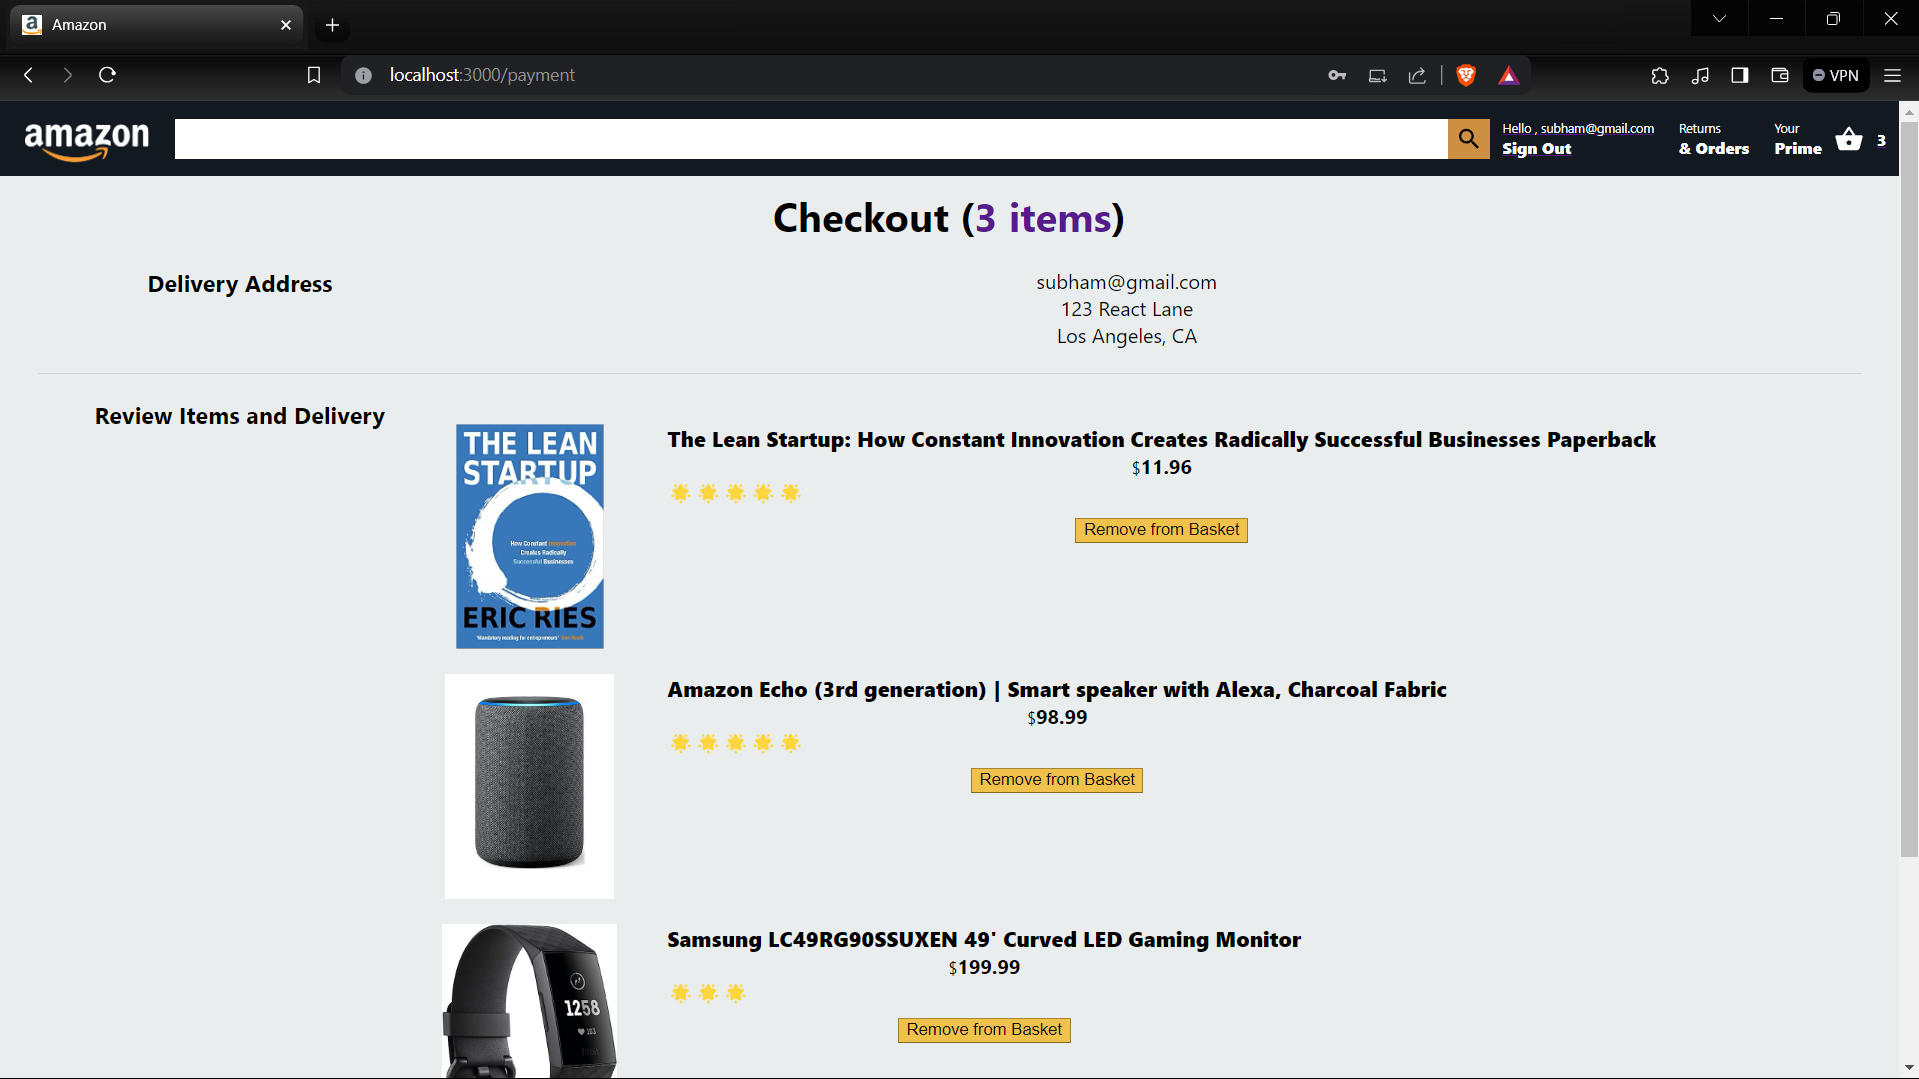 Amazon
localhost:3000/payment
VPN
amazon
Hello , subham@gmail.com
Sign Out
Returns
& Orders
Your
Prime
3
Checkout (3 items)
Delivery Address
subham@gmail.com
123 React Lane
Los Angeles, CA
Review Items and Delivery
THE LEAN
STARTUP
How Constant Innovation
Creates Radically
Successful Businesses
ERIC RIES
'Mandatory reading for entrepreneurs'
The Lean Startup: How Constant Innovation Creates Radically Successful Businesses Paperback
$11.96
Remove from Basket
Amazon Echo (3rd generation) | Smart speaker with Alexa, Charcoal Fabric
$98.99
Remove from Basket
1258
Samsung LC49RG90SSUXEN 49' Curved LED Gaming Monitor
$199.99
Remove from Basket